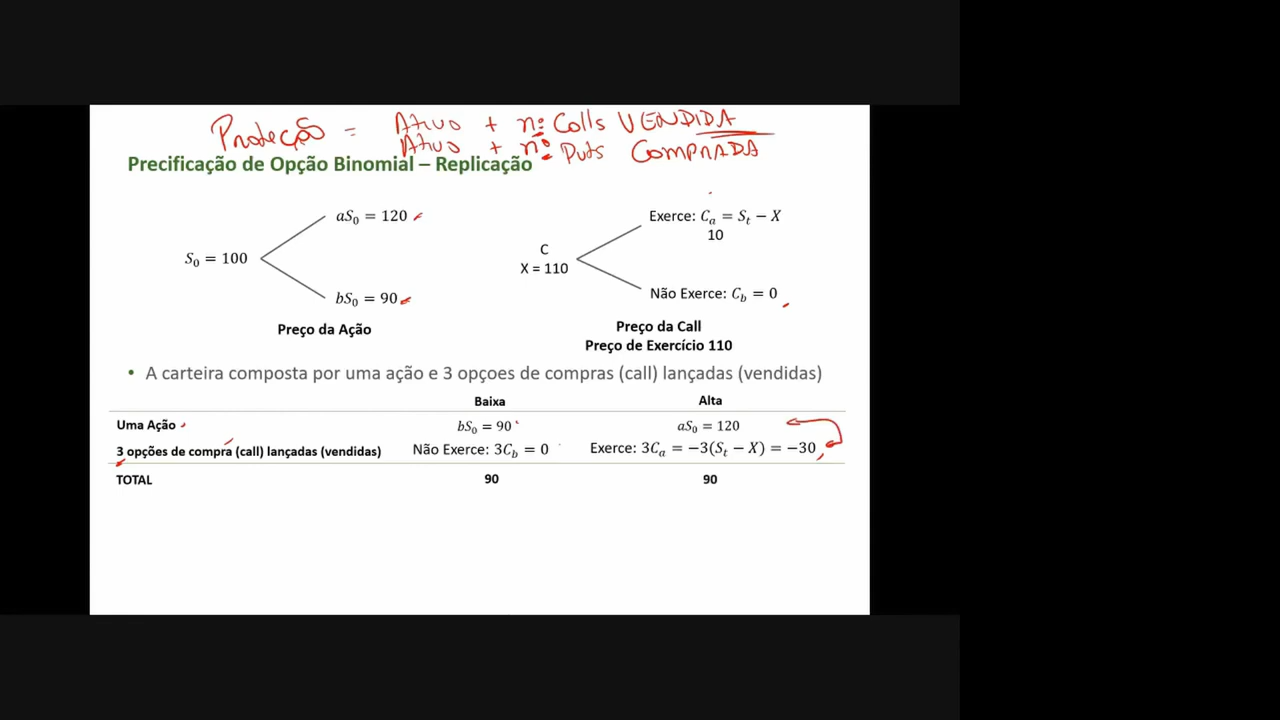 Proteção = Ativo + nº Calls VENDIDA
Ativo + nº Puts COMPRADA
Precificação de Opção Binomial – Replicação
aS₀ = 120
S₀ = 100
bS₀ = 90
Preço da Ação
Exerce: Cₐ = Sₜ − X
10
C
X = 110
Não Exerce: C_b = 0
Preço da Call
Preço de Exercício 110
• A carteira composta por uma ação e 3 opçoes de compras (call) lançadas (vendidas)
Baixa Alta
Uma Ação bS₀ = 90 aS₀ = 120
3 opções de compra (call) lançadas (vendidas) Não Exerce: 3C_b = 0 Exerce: 3Cₐ = −3(Sₜ − X) = −30
TOTAL 90 90